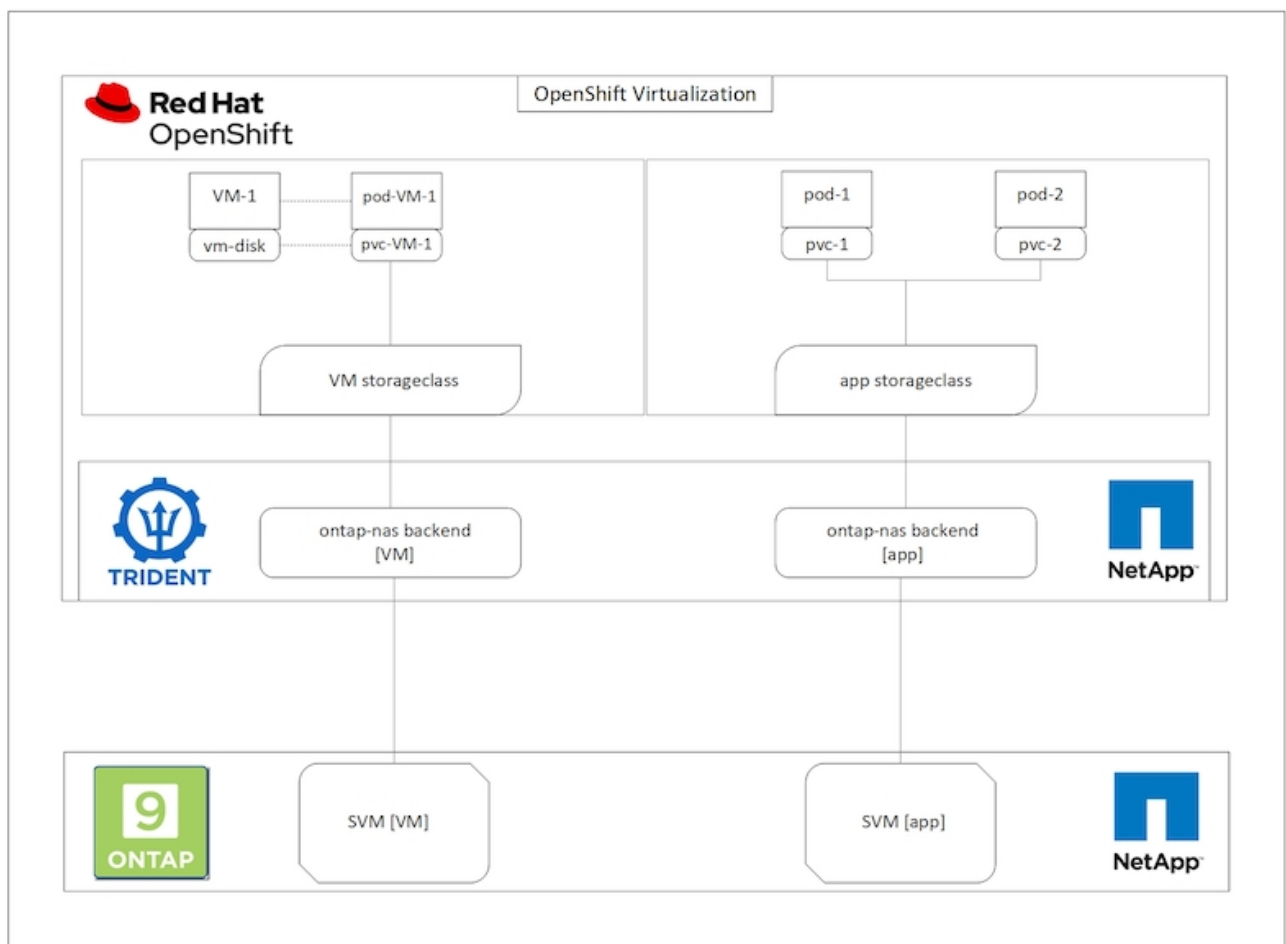 OpenShift Virtualization
Red Hat
OpenShift
VM-1
pod-VM-1
vm-disk
pvc-VM-1
pod-1
pod-2
pvc-1
pvc-2
VM storageclass
app storageclass
TRIDENT
ontap-nas backend
[VM]
ontap-nas backend
[app]
NetApp™
9
ONTAP
SVM [VM]
SVM [app]
NetApp™